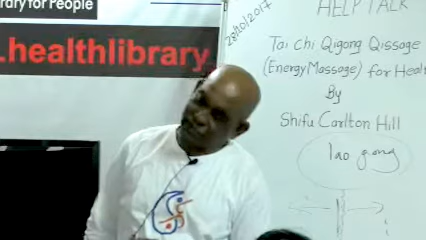 rary for People
.healthlibrary.
28/10/2017
HELP TALK
Tai chi Qigong Qissage
(Energy Massage) for Healt
By
Shifu Carlton Hill
lao gong